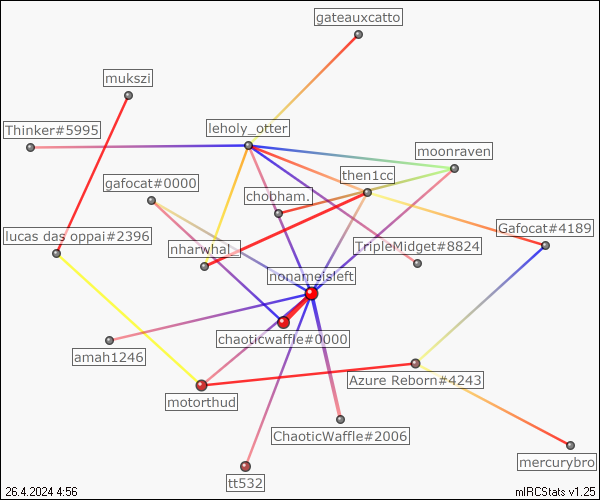 gateauxcatto
mukszi
Thinker#5995
leholy_otter
moonraven
gafocat#0000
then1cc
chobham.
lucas das oppai#2396
nharwhal.
TripleMidget#8824
Gafocat#4189
nonameisleft
chaoticwaffle#0000
amah1246
Azure Reborn#4243
motorthud
ChaoticWaffle#2006
mercurybro
tt532
26.4.2024 4:56
mIRCStats v1.25